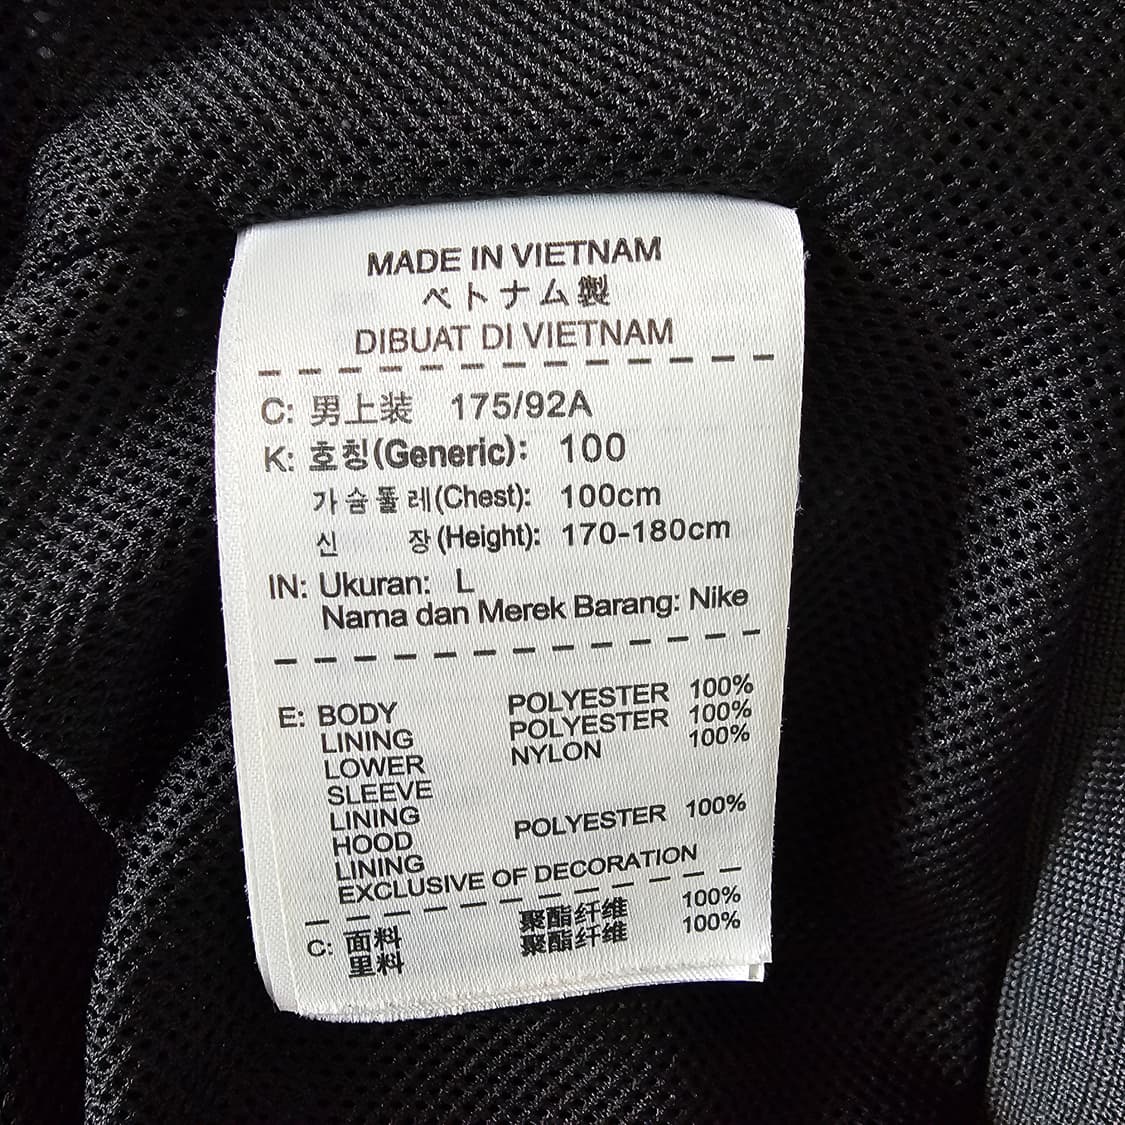 MADE IN VIETNAM
ベトナム製
DIBUAT DI VIETNAM
C: 男上装 175/92A
K: 호칭(Generic): 100
가슴둘레(Chest): 100cm
신 장(Height): 170-180cm
IN: Ukuran: L
Nama dan Merek Barang: Nike
E: BODY POLYESTER 100%
LINING POLYESTER 100%
LOWER NYLON 100%
SLEEVE
LINING
HOOD POLYESTER 100%
LINING
EXCLUSIVE OF DECORATION
C: 面料 聚酯纤维 100%
里料 聚酯纤维 100%